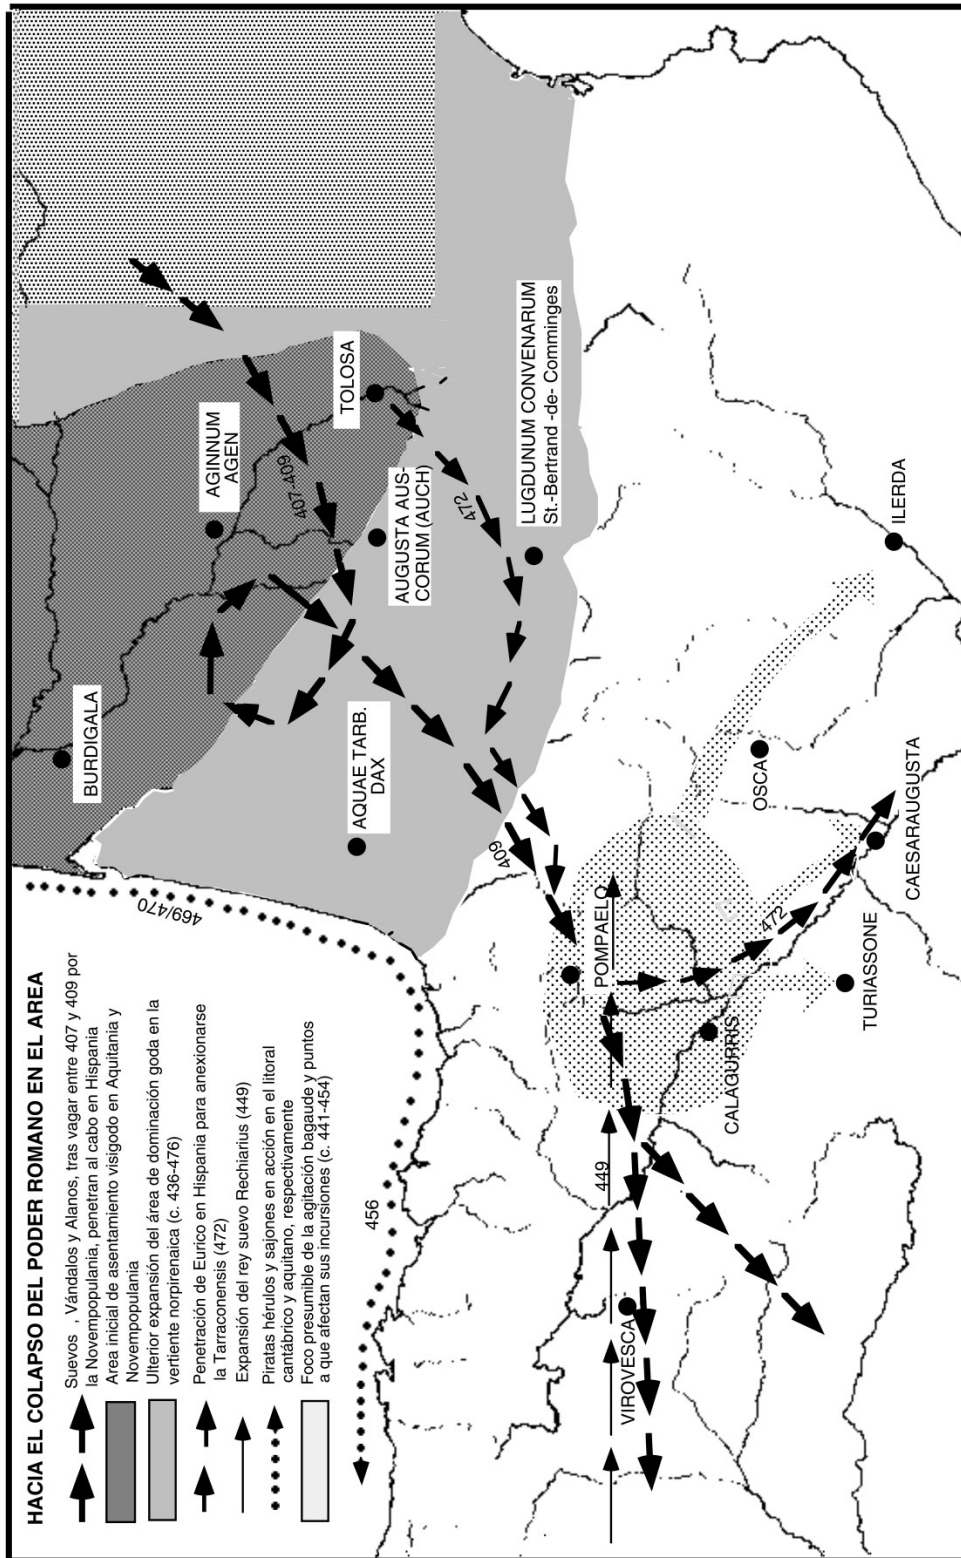 HACIA EL COLAPSO DEL PODER ROMANO EN EL AREA
Suevos , Vándalos y Alanos, tras vagar entre 407 y 409 por
la Novempopulania, penetran al cabo en Hispania
Area inicial de asentamiento visigodo en Aquitania y
Novempopulania
Ulterior expansión del área de dominación goda en la
vertiente norpirenaica (c. 436-476)
Penetración de Eurico en Hispania para anexionarse
la Tarraconensis (472)
Expansión del rey suevo Rechiarius (449)
Piratas hérulos y sajones en acción en el litoral
cantábrico y aquitano, respectivamente
Foco presumible de la agitación bagaude y puntos
a que afectan sus incursiones (c. 441-454)
469/470
456
BURDIGALA
AGINNUM
AGEN
407-409
TOLOSA
AQUAE TARB.
DAX
AUGUSTA AUS-
CORUM (AUCH)
472
LUGDUNUM CONVENARUM
St.-Bertrand -de- Comminges
409
POMPAELO
449
VIROVESCA
CALAGURRIS
472
OSCA
TURIASSONE
CAESARAUGUSTA
ILERDA